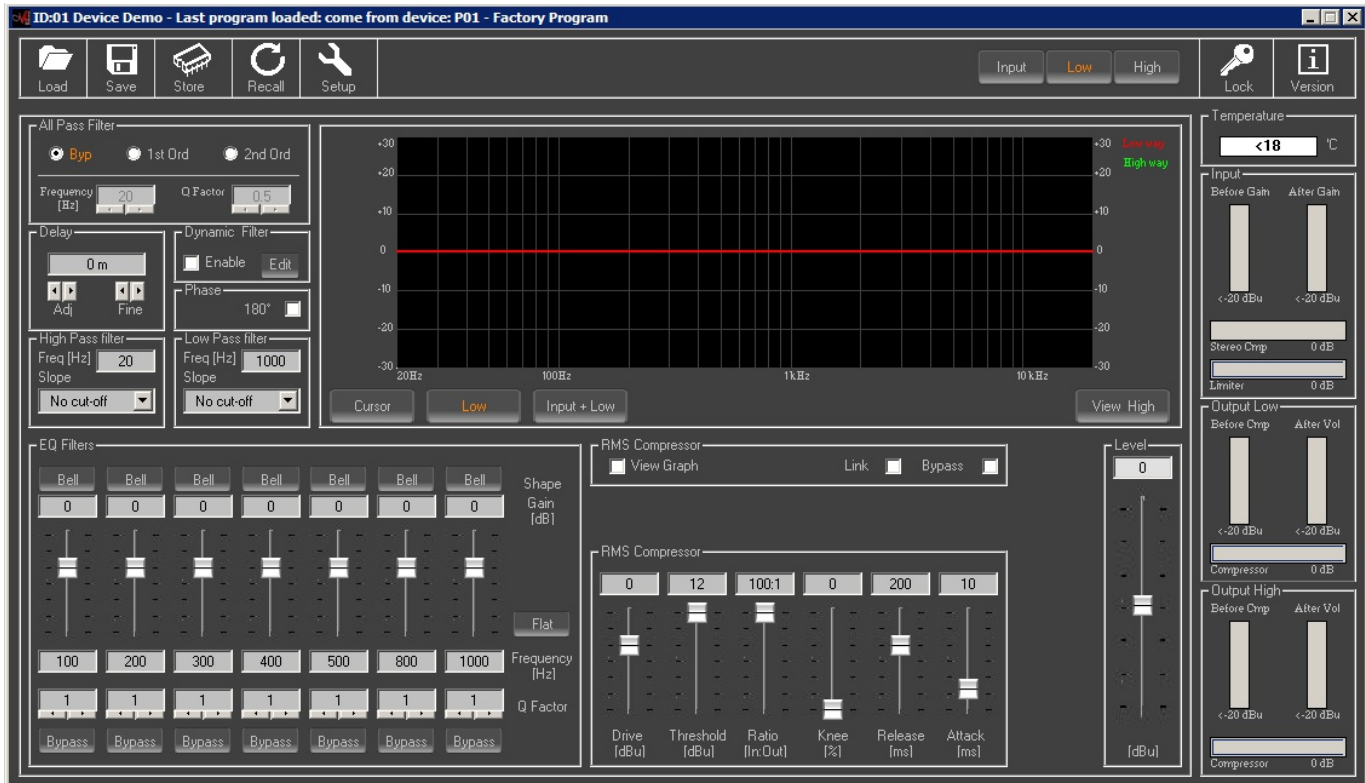 ID:01 Device Demo - Last program loaded: come from device: P01 - Factory Program
Load Save Store Recall Setup Input Low High Lock Version
All Pass Filter
Byp 1st Ord 2nd Ord
Frequency [Hz] 20 Q Factor 0.5
Delay
0 m
Adj Fine
Dynamic Filter
Enable Edit
Phase
180°
High Pass filter
Freq [Hz] 20
Slope
No cut-off
Low Pass filter
Freq [Hz] 1000
Slope
No cut-off
+30 +30 Low way
High way
+20 +20
+10 +10
0 0
-10 -10
-20 -20
-30 -30
20Hz 100Hz 1kHz 10kHz
Cursor Low Input + Low View High
Temperature
<18 °C
Input
Before Gain After Gain
<-20 dBu <-20 dBu
Stereo Cmp 0 dB
Limiter 0 dB
Output Low
Before Cmp After Vol
<-20 dBu <-20 dBu
Compressor 0 dB
Output High
Before Cmp After Vol
<-20 dBu <-20 dBu
Compressor 0 dB
EQ Filters
Bell Bell Bell Bell Bell Bell Bell Shape
0 0 0 0 0 0 0 Gain
[dB]
Flat
100 200 300 400 500 800 1000 Frequency
[Hz]
1 1 1 1 1 1 1 Q Factor
Bypass Bypass Bypass Bypass Bypass Bypass Bypass
RMS Compressor
View Graph Link Bypass
RMS Compressor
0 12 100:1 0 200 10
Drive Threshold Ratio Knee Release Attack
[dBu] [dBu] [In:Out] [%] [ms] [ms]
Level
0
[dBu]